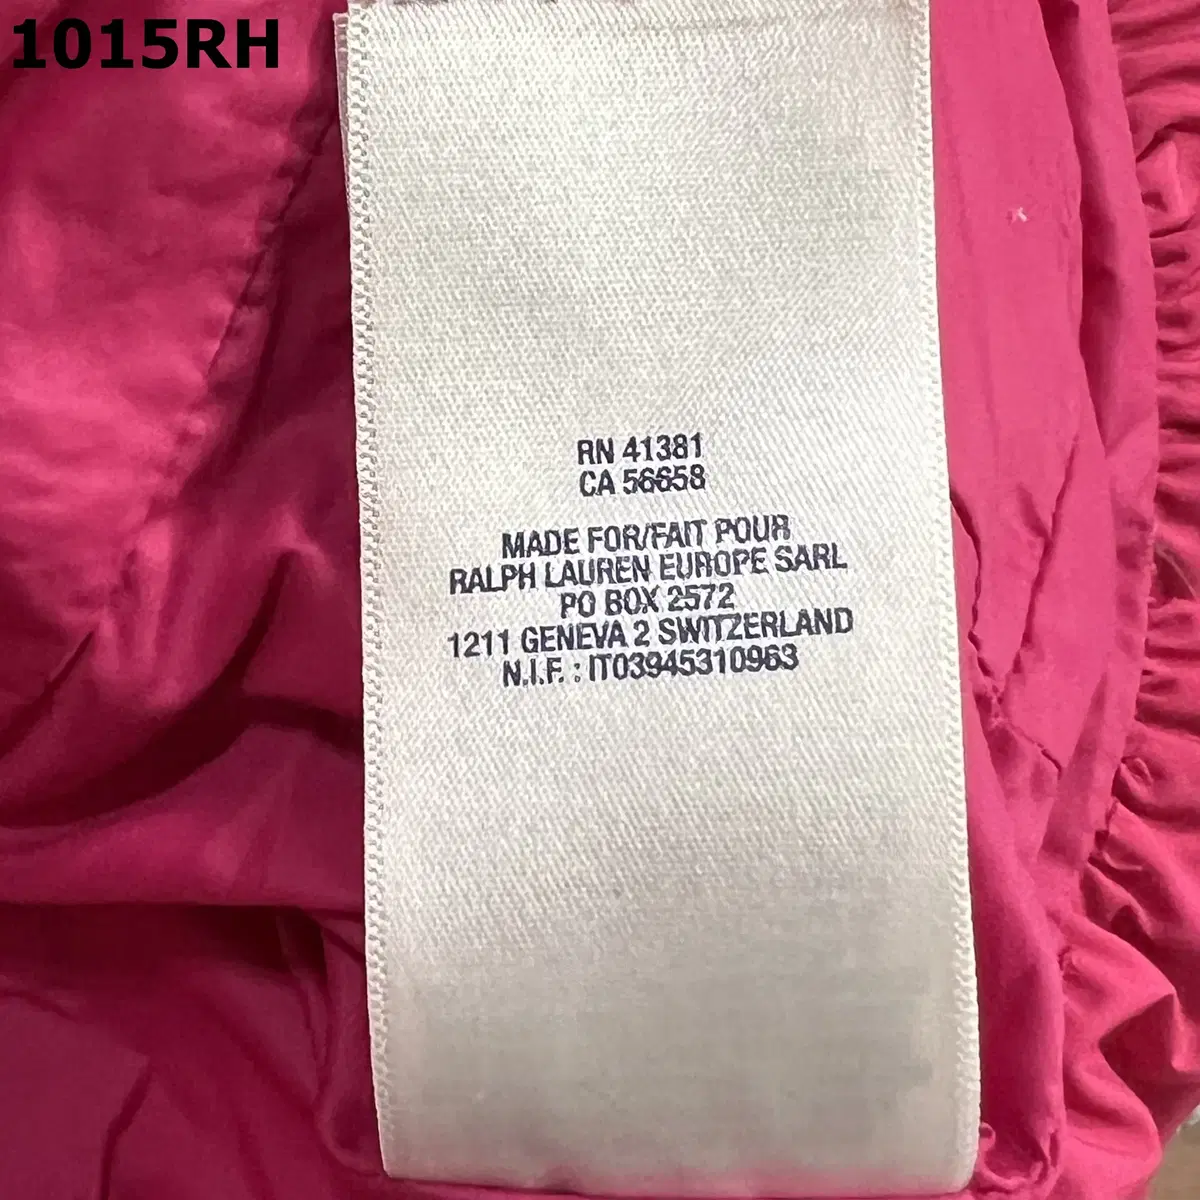 1015RH
RN 41381
CA 56658
MADE FOR/FAIT POUR
RALPH LAUREN EUROPE SARL
PO BOX 2572
1211 GENEVA 2 SWITZERLAND
N.I.F. : IT03945310963